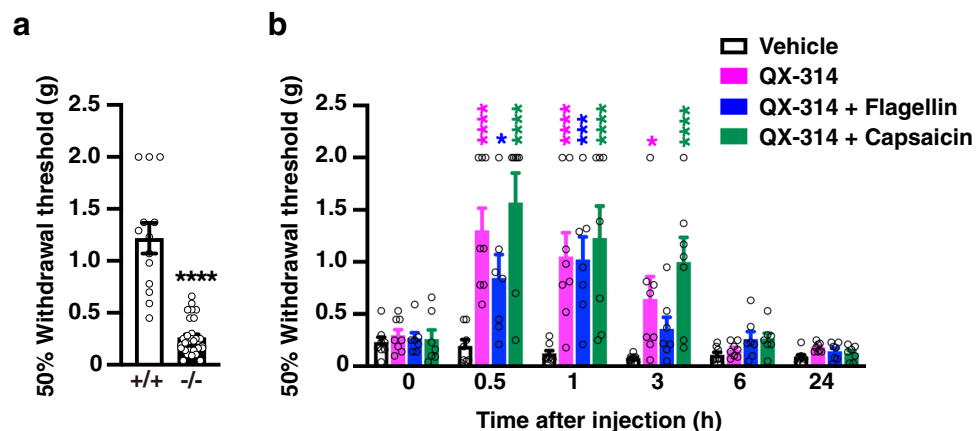 a
50% Withdrawal threshold (g)
2.5
2.0
1.5
1.0
0.5
0
****
+/+ -/-
b
Vehicle
QX-314
QX-314 + Flagellin
QX-314 + Capsaicin
50% Withdrawal threshold (g)
2.5
2.0
1.5
1.0
0.5
0
**** * ****
**** *** ****
* ****
0 0.5 1 3 6 24
Time after injection (h)